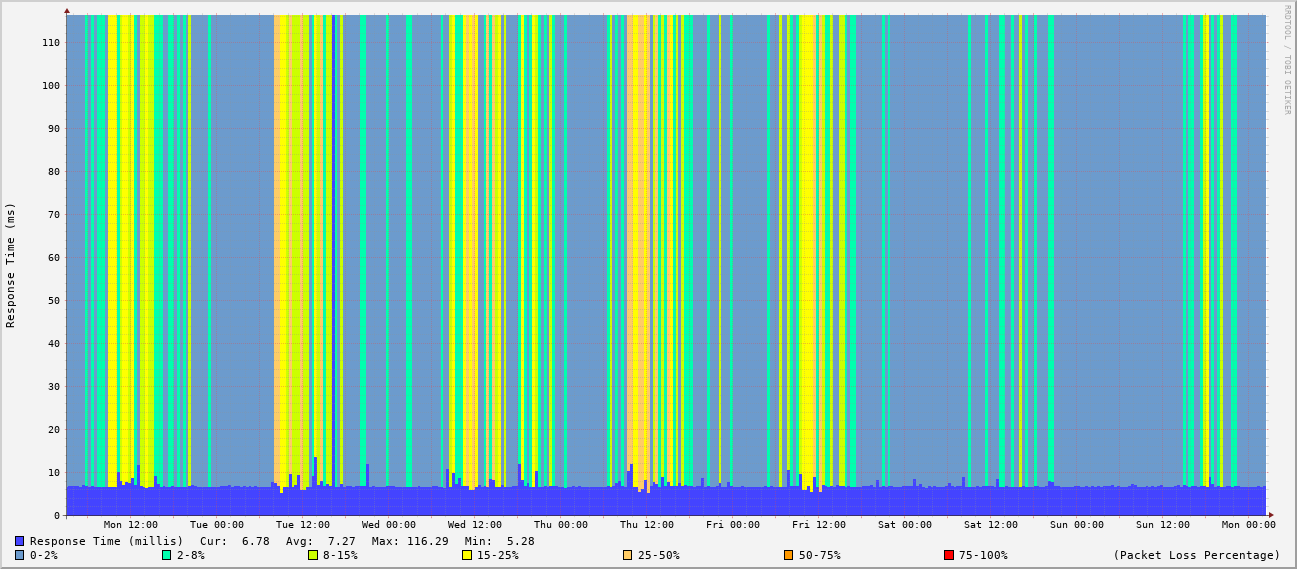 RRDTOOL / TOBI OETIKER
Response Time (ms)
110
100
90
80
70
60
50
40
30
20
10
0
Mon 12:00 Tue 00:00 Tue 12:00 Wed 00:00 Wed 12:00 Thu 00:00 Thu 12:00 Fri 00:00 Fri 12:00 Sat 00:00 Sat 12:00 Sun 00:00 Sun 12:00 Mon 00:00
Response Time (millis) Cur: 6.78 Avg: 7.27 Max: 116.29 Min: 5.28
0-2% 2-8% 8-15% 15-25% 25-50% 50-75% 75-100% (Packet Loss Percentage)